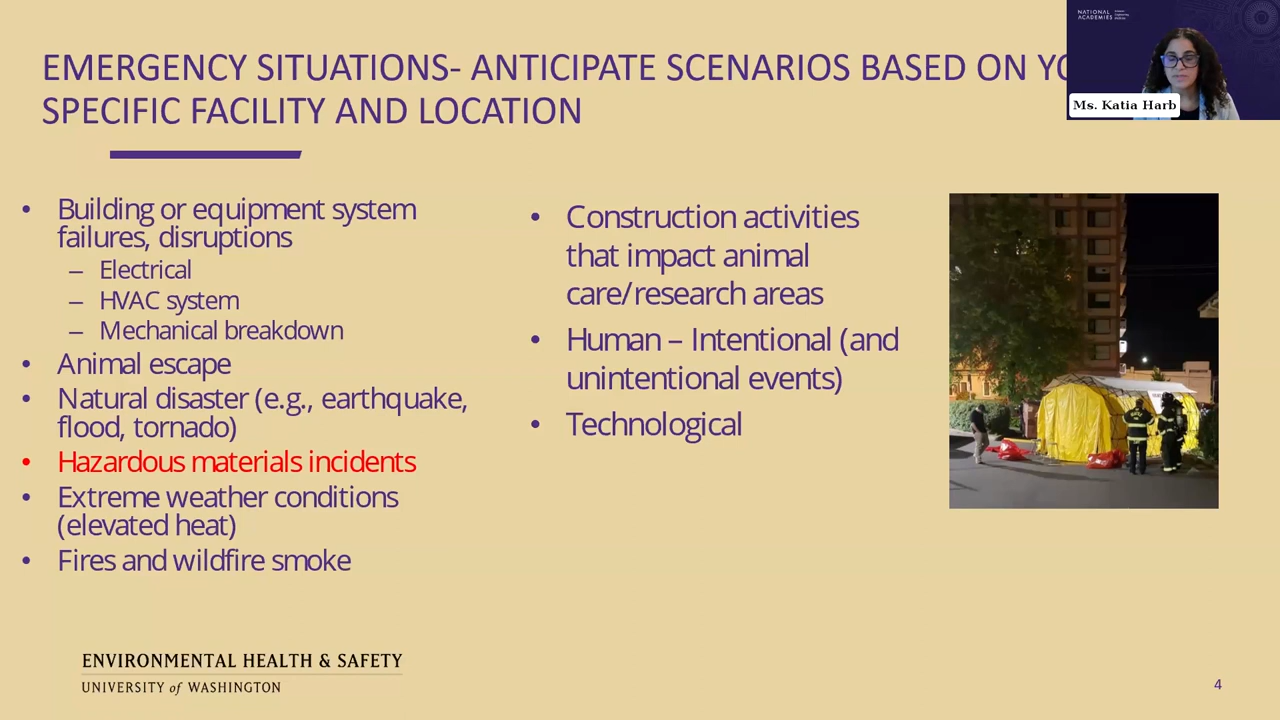 EMERGENCY SITUATIONS- ANTICIPATE SCENARIOS BASED ON
SPECIFIC FACILITY AND LOCATION
NATIONAL
ACADEMIES
Ms. Katia Harb
• Building or equipment system
failures, disruptions
– Electrical
– HVAC system
– Mechanical breakdown
• Animal escape
• Natural disaster (e.g., earthquake,
flood, tornado)
• Hazardous materials incidents
• Extreme weather conditions
(elevated heat)
• Fires and wildfire smoke
• Construction activities
that impact animal
care/research areas
• Human – Intentional (and
unintentional events)
• Technological
ENVIRONMENTAL HEALTH & SAFETY
UNIVERSITY of WASHINGTON
4